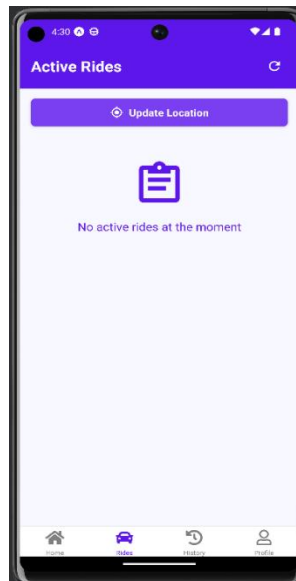 4:30
Active Rides
Update Location
No active rides at the moment
Home Rides History Profile